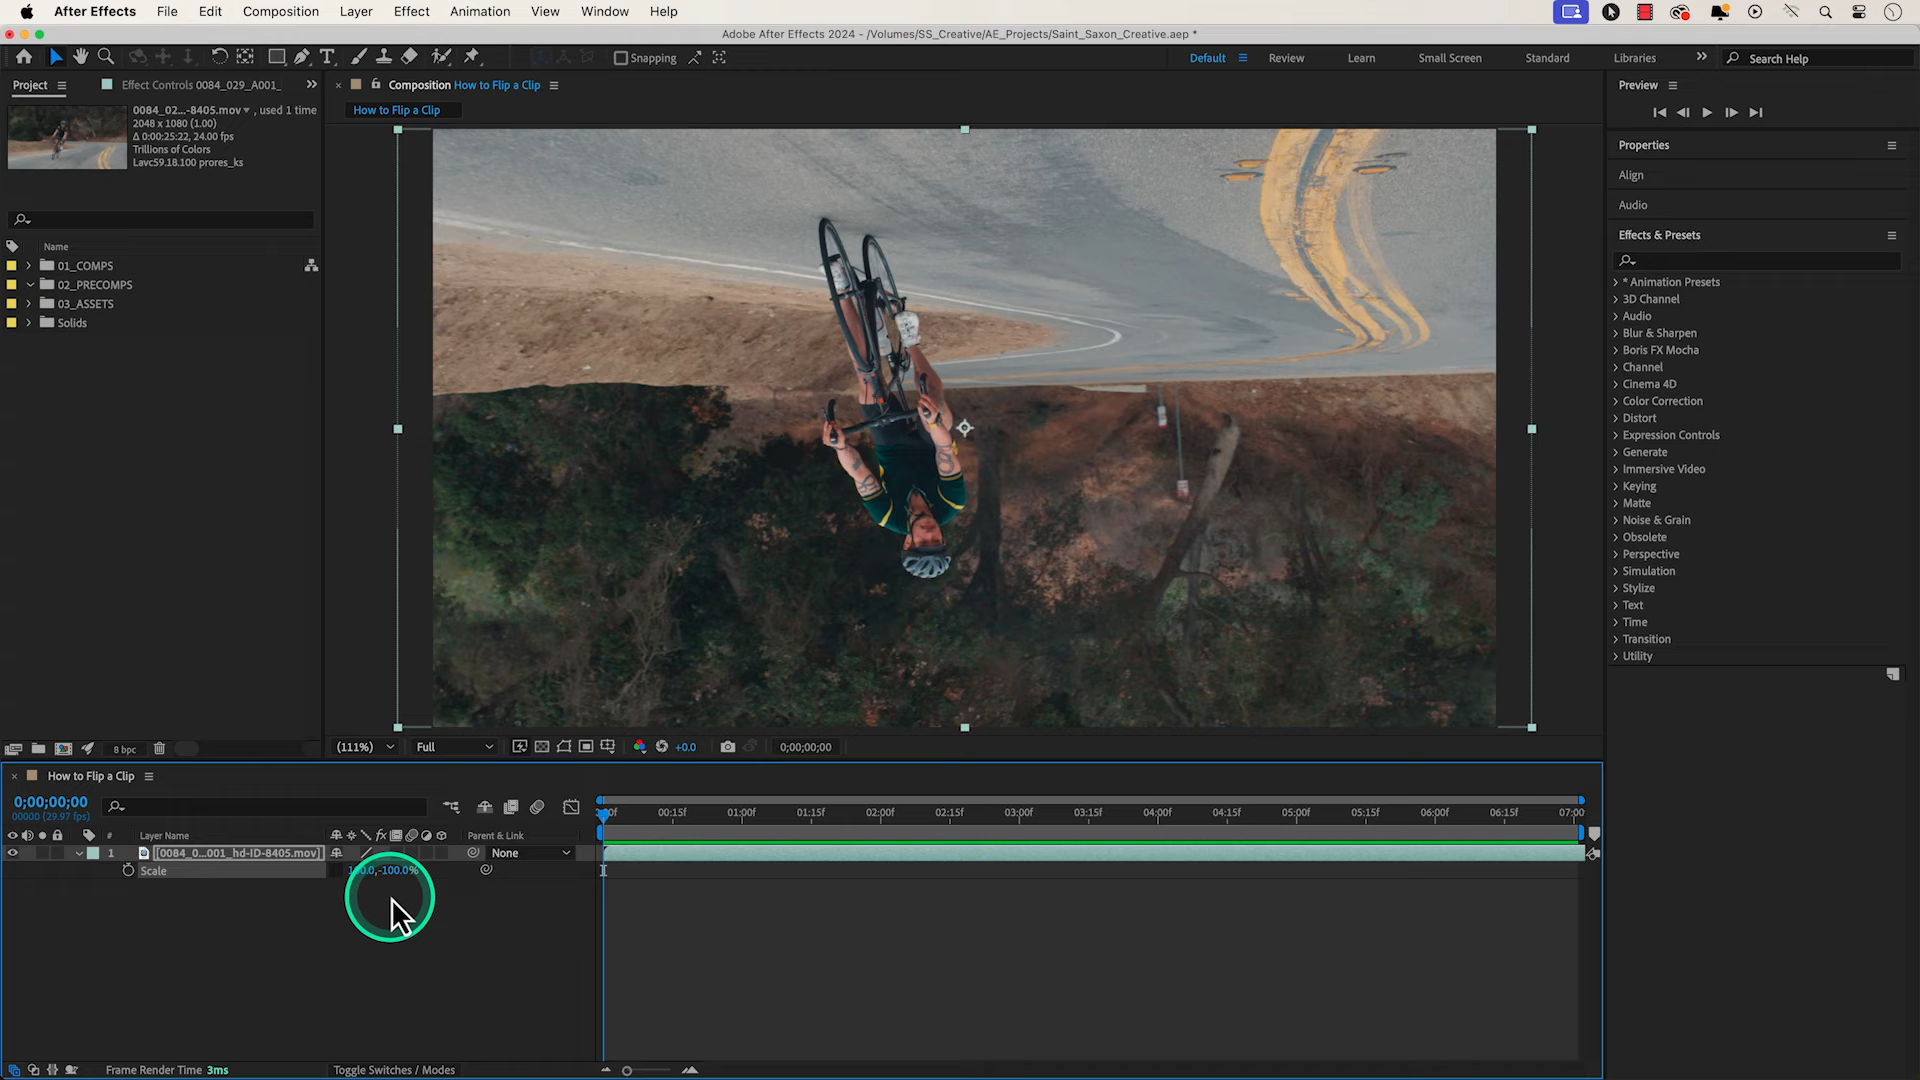 After Effects File Edit Composition Layer Effect Animation View Window Help
Adobe After Effects 2024 - /Volumes/SS_Creative/AE_Projects/Saint_Saxon_Creative.aep *
Snapping Default Review Learn Small Screen Standard Libraries Search Help
Project Effect Controls 0084_029_A001_
Composition How to Flip a Clip
Preview
How to Flip a Clip
0084_02...-8405.mov , used 1 time
2048 x 1080 (1.00)
Δ 0:00:25:22, 24.00 fps
Trillions of Colors
Lavc59.18.100 prores_ks
Name
01_COMPS
02_PRECOMPS
03_ASSETS
Solids
Properties
Align
Audio
Effects & Presets
* Animation Presets
3D Channel
Audio
Blur & Sharpen
Boris FX Mocha
Channel
Cinema 4D
Color Correction
Distort
Expression Controls
Generate
Immersive Video
Keying
Matte
Noise & Grain
Obsolete
Perspective
Simulation
Stylize
Text
Time
Transition
Utility
8 bpc
(111%) Full +0.0 0;00;00;00
How to Flip a Clip
0;00;00;00
00000 (29.97 fps)
00:15f 01:00f 01:15f 02:00f 02:15f 03:00f 03:15f 04:00f 04:15f 05:00f 05:15f 06:00f 06:15f 07:00
# Layer Name Parent & Link
1 [0084_0...001_hd-ID-8405.mov] None
Scale -100.0%
Frame Render Time 3ms Toggle Switches / Modes